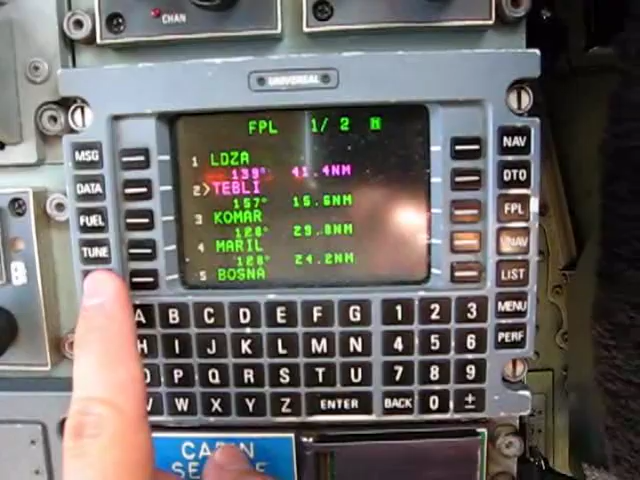 CHAN
UNIVERSAL
FPL 1/ 2 M
1 LDZA
139° 41.4NM
2>TEBLI
157° 15.6NM
3 KOMAR
128° 29.8NM
4 MARIL
128° 24.2NM
5 BOSNA
MSG
DATA
FUEL
TUNE
NAV
DTO
FPL
VNAV
LIST
MENU
PERF
A B C D E F G 1 2 3
H I J K L M N 4 5 6
P Q R S T U 7 8 9
V W X Y Z ENTER BACK 0 ±
CABIN